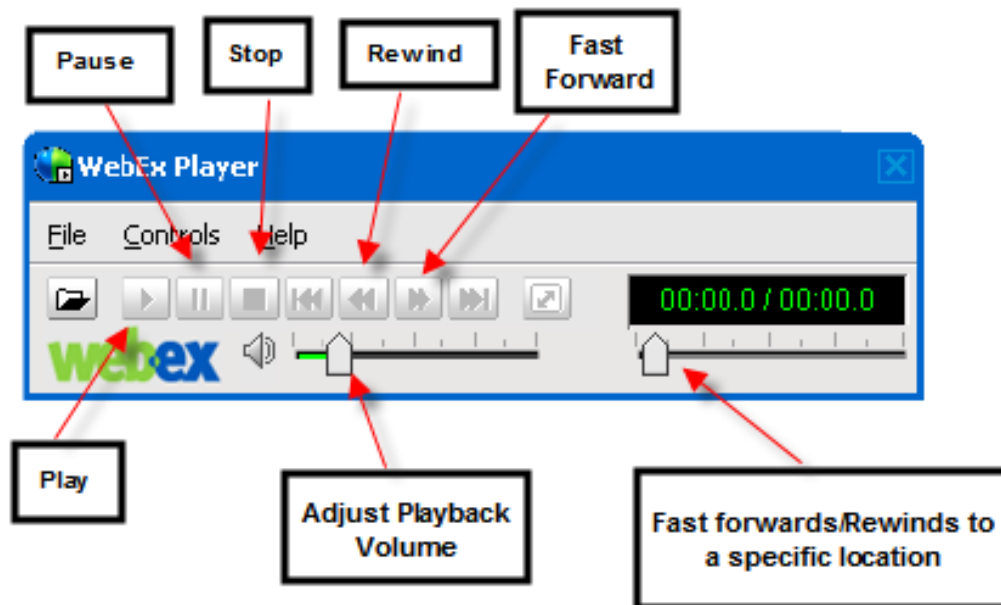 Pause
Stop
Rewind
Fast
Forward
WebEx Player
File Controls Help
00:00.0 / 00:00.0
webex
Play
Adjust Playback
Volume
Fast forwards/Rewinds to
a specific location